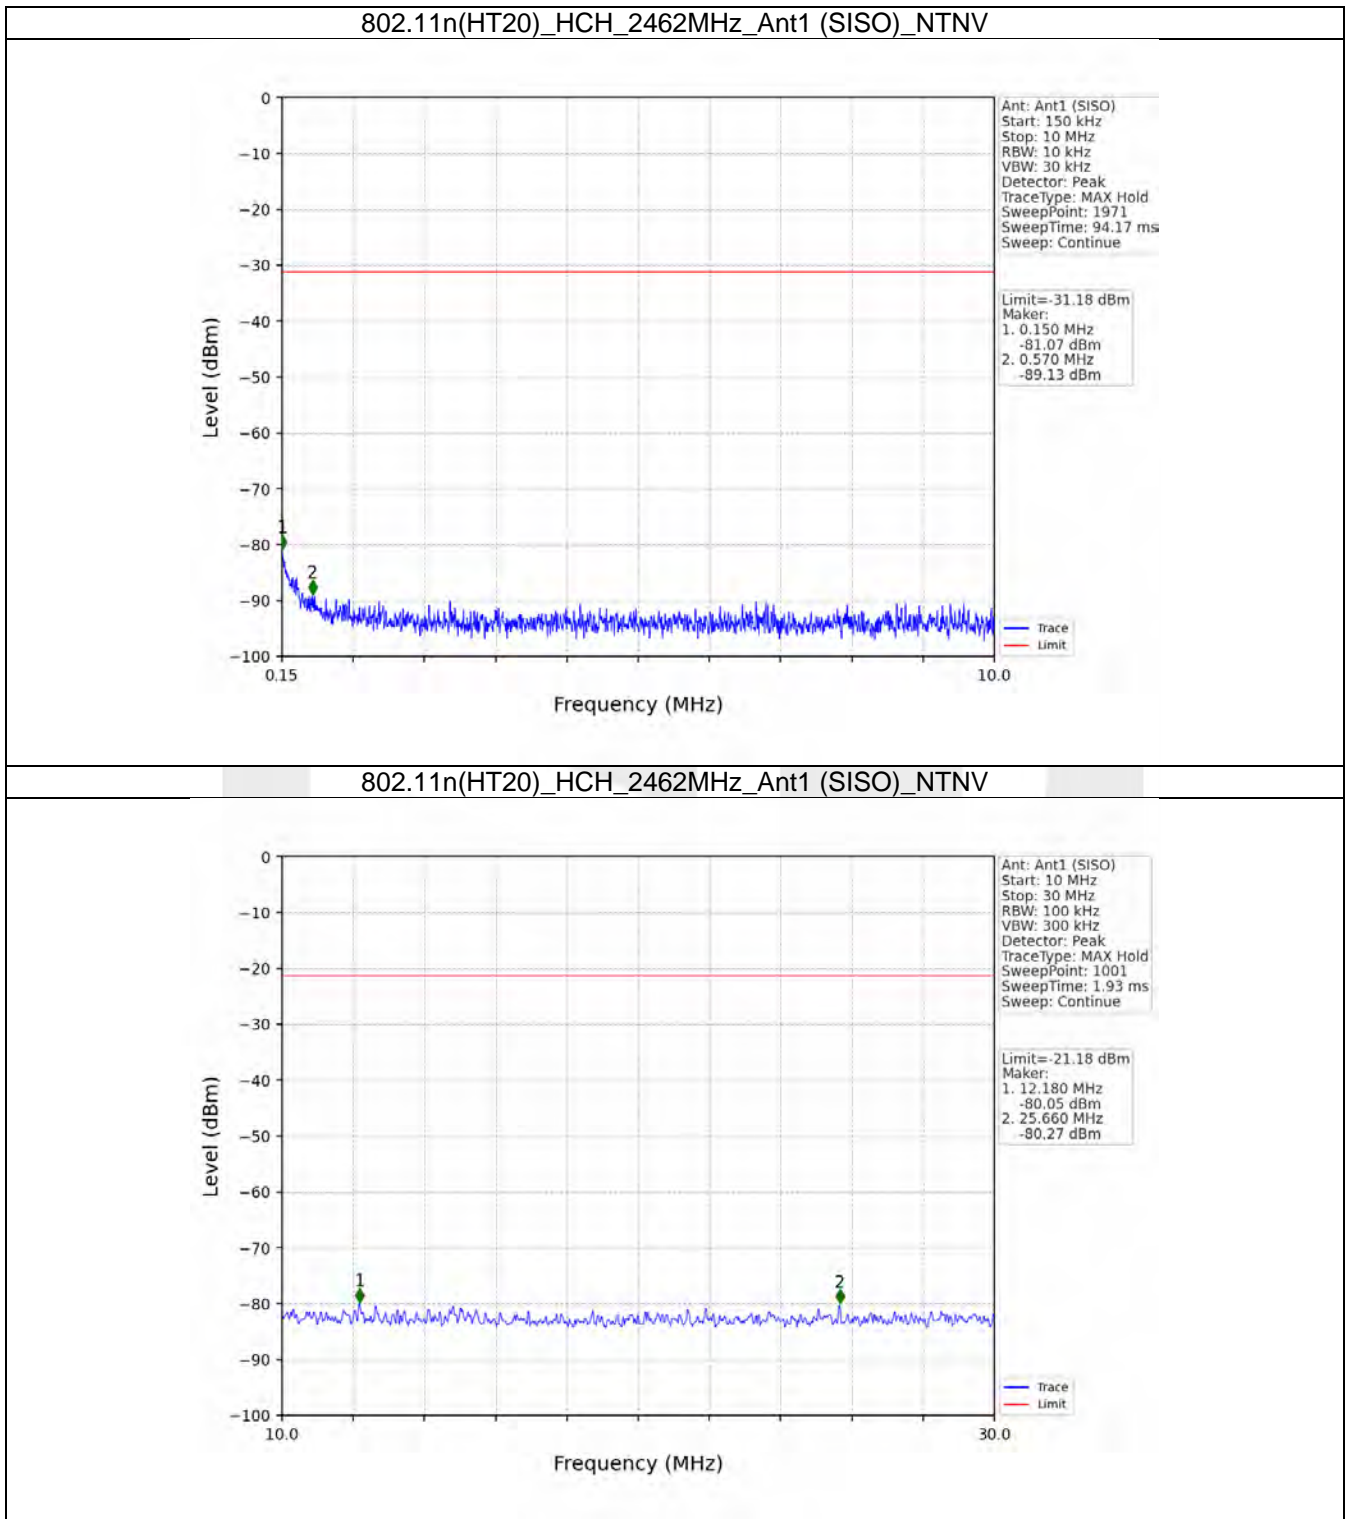 802.11n(HT20)_HCH_2462MHz_Ant1 (SISO)_NTNV
0
−10
−20
−30
−40
−50
−60
−70
−80
−90
−100
Level (dBm)
1
2
0.15
10.0
Frequency (MHz)
Ant: Ant1 (SISO)
Start: 150 kHz
Stop: 10 MHz
RBW: 10 kHz
VBW: 30 kHz
Detector: Peak
TraceType: MAX Hold
SweepPoint: 1971
SweepTime: 94.17 ms
Sweep: Continue
Limit=-31.18 dBm
Maker:
1. 0.150 MHz
-81.07 dBm
2. 0.570 MHz
-89.13 dBm
Trace
Limit
802.11n(HT20)_HCH_2462MHz_Ant1 (SISO)_NTNV
0
−10
−20
−30
−40
−50
−60
−70
−80
−90
−100
Level (dBm)
1
2
10.0
30.0
Frequency (MHz)
Ant: Ant1 (SISO)
Start: 10 MHz
Stop: 30 MHz
RBW: 100 kHz
VBW: 300 kHz
Detector: Peak
TraceType: MAX Hold
SweepPoint: 1001
SweepTime: 1.93 ms
Sweep: Continue
Limit=-21.18 dBm
Maker:
1. 12.180 MHz
-80.05 dBm
2. 25.660 MHz
-80.27 dBm
Trace
Limit